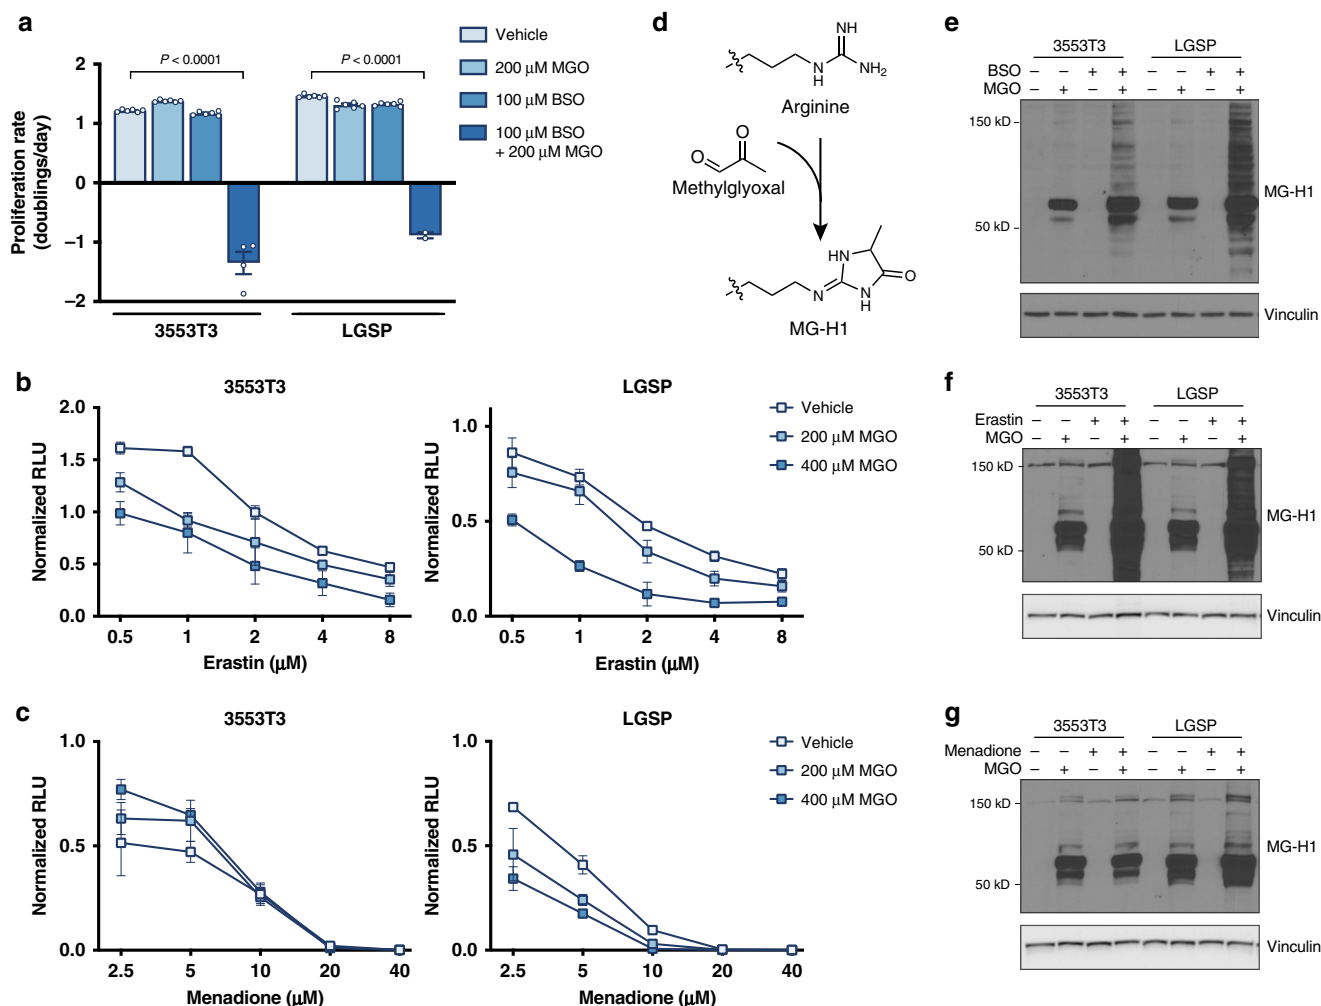 a
Vehicle
200 μM MGO
100 μM BSO
100 μM BSO
+ 200 μM MGO
P < 0.0001
P < 0.0001
Proliferation rate
(doublings/day)
2
1
0
−1
−2
3553T3
LGSP
b
3553T3
Normalized RLU
2.0
1.5
1.0
0.5
0.0
0.5 1 2 4 8
Erastin (μM)
LGSP
Normalized RLU
1.0
0.5
0.0
0.5 1 2 4 8
Erastin (μM)
Vehicle
200 μM MGO
400 μM MGO
c
3553T3
Normalized RLU
1.0
0.5
0.0
2.5 5 10 20 40
Menadione (μM)
LGSP
Normalized RLU
1.0
0.5
0.0
2.5 5 10 20 40
Menadione (μM)
Vehicle
200 μM MGO
400 μM MGO
d
NH
N
H
NH2
Arginine
O
O
Methylglyoxal
HN
N
N
H
O
MG-H1
e
3553T3 LGSP
BSO – – + + – – + +
MGO – + – + – + – +
150 kD
50 kD
MG-H1
Vinculin
f
3553T3 LGSP
Erastin – – + + – – + +
MGO – + – + – + – +
150 kD
50 kD
MG-H1
Vinculin
g
3553T3 LGSP
Menadione – – + + – – + +
MGO – + – + – + – +
150 kD
50 kD
MG-H1
Vinculin